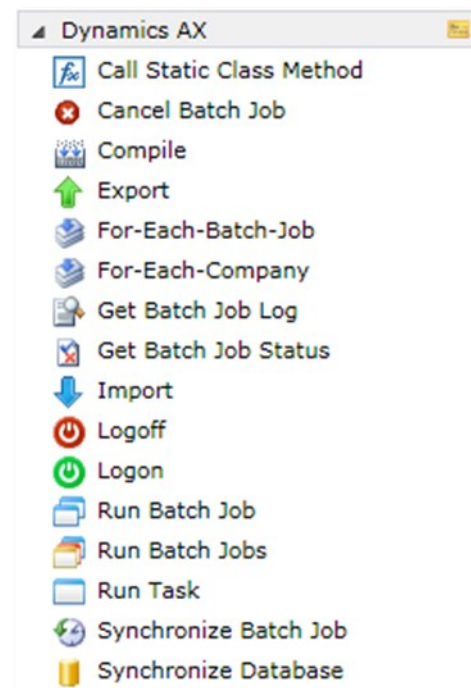 Dynamics AX
Call Static Class Method
Cancel Batch Job
Compile
Export
For-Each-Batch-Job
For-Each-Company
Get Batch Job Log
Get Batch Job Status
Import
Logoff
Logon
Run Batch Job
Run Batch Jobs
Run Task
Synchronize Batch Job
Synchronize Database